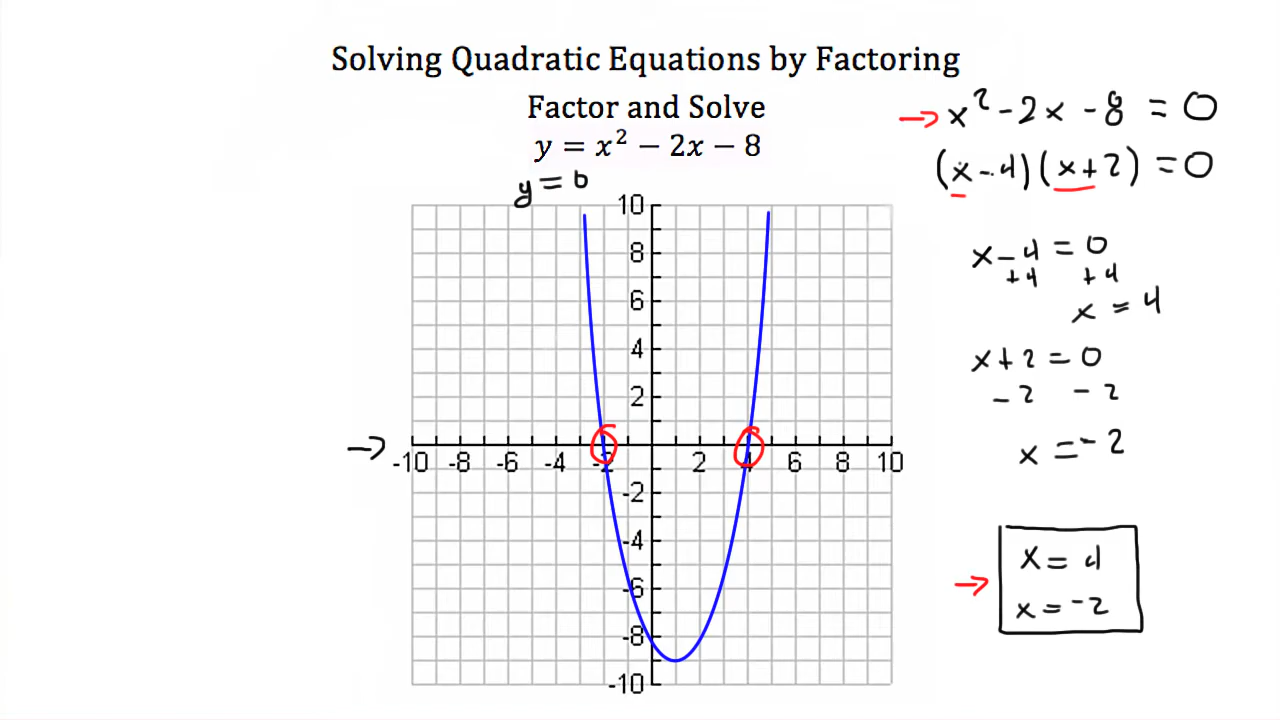 Solving Quadratic Equations by Factoring
Factor and Solve
y = x² − 2x − 8
y = 0
→ x² - 2x - 8 = 0
(x - 4)(x + 2) = 0
x - 4 = 0
+4 +4
x = 4
x + 2 = 0
- 2 - 2
x = -2
→ x = 4
x = -2
10
8
6
4
2
→
-10 -8 -6 -4 -2 2 4 6 8 10
-2
-4
-6
-8
-10